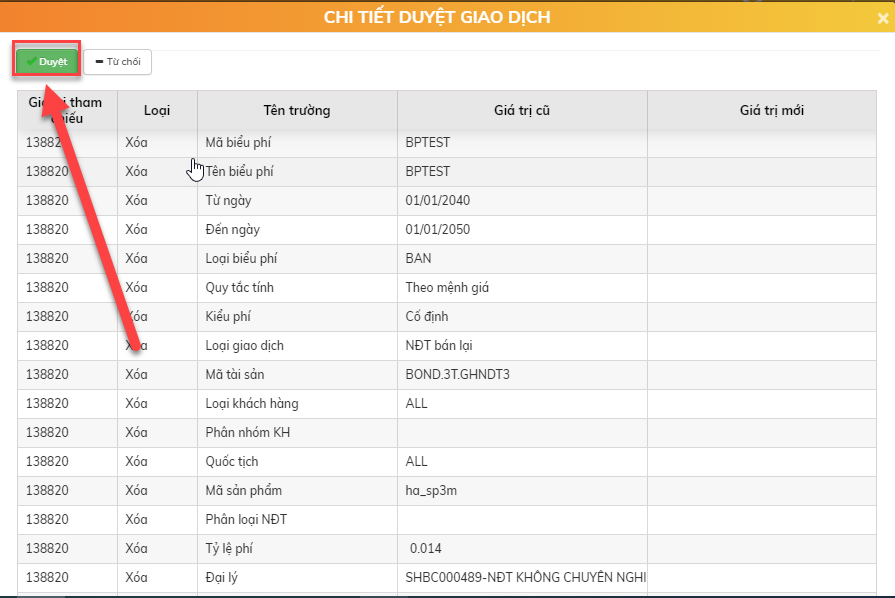 CHI TIẾT DUYỆT GIAO DỊCH
Duyệt Từ chối
tham Loại Tên trường Giá trị cũ Giá trị mới
138820 Xóa Mã biểu phí BPTEST
138820 Xóa Tên biểu phí BPTEST
138820 Xóa Từ ngày 01/01/2040
138820 Xóa Đến ngày 01/01/2050
138820 Xóa Loại biểu phí BAN
138820 Xóa Quy tắc tính Theo mệnh giá
138820 Xóa Kiểu phí Cố định
138820 Xóa Loại giao dịch NĐT bán lại
138820 Xóa Mã tài sản BOND.3T.GHNDT3
138820 Xóa Loại khách hàng ALL
138820 Xóa Phân nhóm KH
138820 Xóa Quốc tịch ALL
138820 Xóa Mã sản phẩm ha_sp3m
138820 Xóa Phân loại NĐT
138820 Xóa Tỷ lệ phí 0.014
138820 Xóa Đại lý SHBC000489-NĐT KHÔNG CHUYÊN NGHI